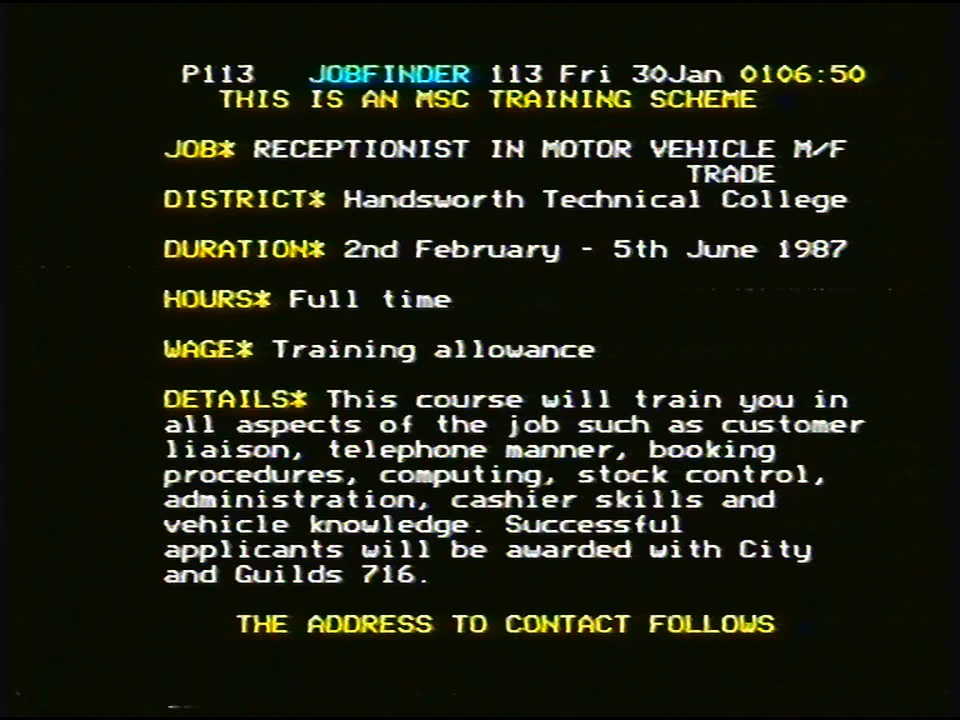 P113 JOBFINDER 113 Fri 30Jan 0106:50
THIS IS AN MSC TRAINING SCHEME
JOB* RECEPTIONIST IN MOTOR VEHICLE M/F
TRADE
DISTRICT* Handsworth Technical College
DURATION* 2nd February - 5th June 1987
HOURS* Full time
WAGE* Training allowance
DETAILS* This course will train you in
all aspects of the job such as customer
liaison, telephone manner, booking
procedures, computing, stock control,
administration, cashier skills and
vehicle knowledge. Successful
applicants will be awarded with City
and Guilds 716.
THE ADDRESS TO CONTACT FOLLOWS